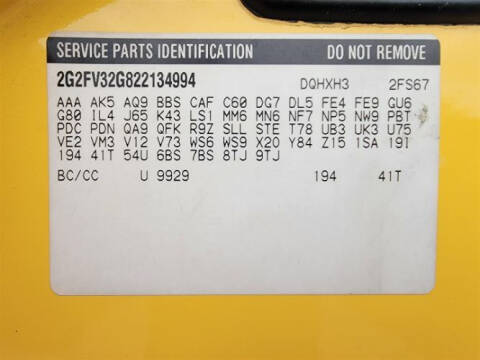 SERVICE PARTS IDENTIFICATION DO NOT REMOVE
2G2FV32G822134994 DQHXH3 2FS67
AAA AK5 AQ9 BBS CAF C60 DG7 DL5 FE4 FE9 GU6
G80 IL4 J65 K43 LS1 MM6 MN6 NF7 NP5 NW9 PBT
PDC PDN QA9 QFK R9Z SLL STE T78 UB3 UK3 U75
VE2 VM3 V12 V73 WS6 WS9 X20 Y84 Z15 1SA 19I
194 41T 54U 6BS 7BS 8TJ 9TJ
BC/CC U 9929 194 41T